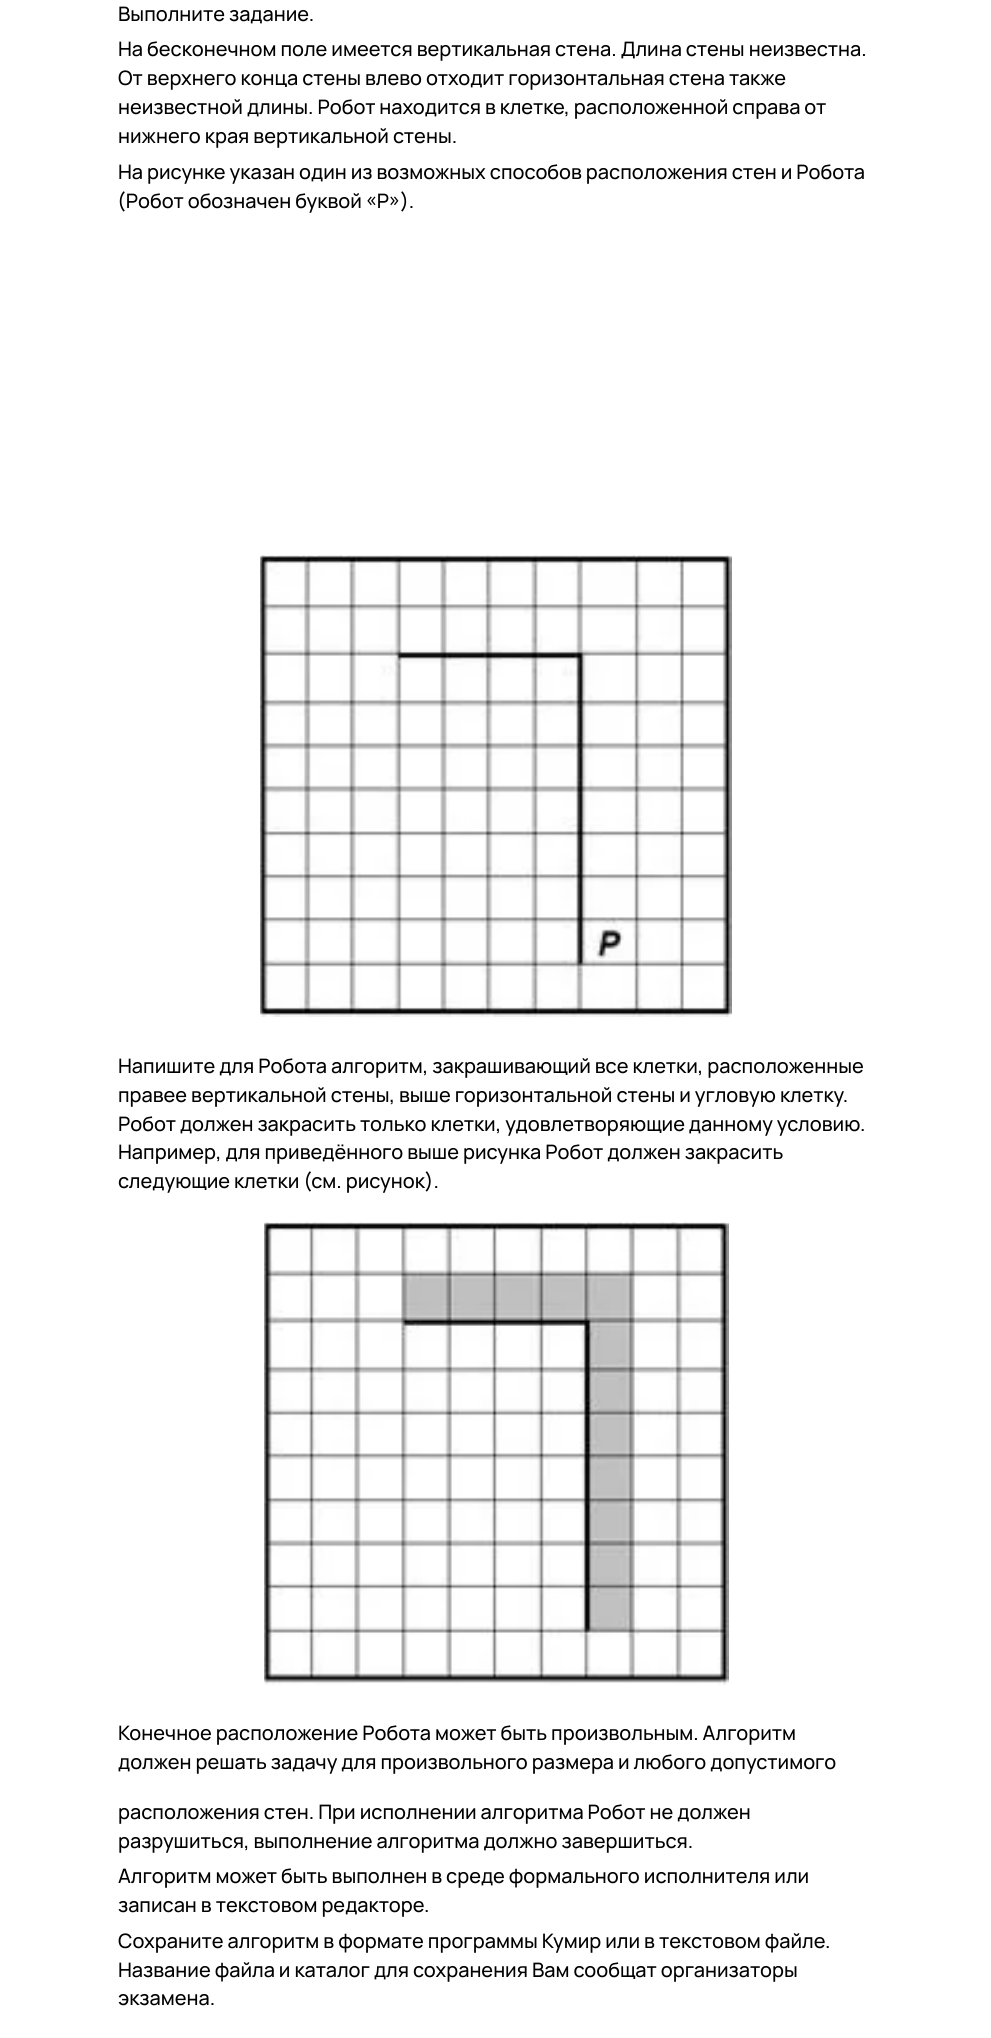 Выполните задание.
На бесконечном поле имеется вертикальная стена. Длина стены неизвестна.
От верхнего конца стены влево отходит горизонтальная стена также
неизвестной длины. Робот находится в клетке, расположенной справа от
нижнего края вертикальной стены.
На рисунке указан один из возможных способов расположения стен и Робота
(Робот обозначен буквой «Р»).
Р
Напишите для Робота алгоритм, закрашивающий все клетки, расположенные
правее вертикальной стены, выше горизонтальной стены и угловую клетку.
Робот должен закрасить только клетки, удовлетворяющие данному условию.
Например, для приведённого выше рисунка Робот должен закрасить
следующие клетки (см. рисунок).
Конечное расположение Робота может быть произвольным. Алгоритм
должен решать задачу для произвольного размера и любого допустимого
расположения стен. При исполнении алгоритма Робот не должен
разрушиться, выполнение алгоритма должно завершиться.
Алгоритм может быть выполнен в среде формального исполнителя или
записан в текстовом редакторе.
Сохраните алгоритм в формате программы Кумир или в текстовом файле.
Название файла и каталог для сохранения Вам сообщат организаторы
экзамена.